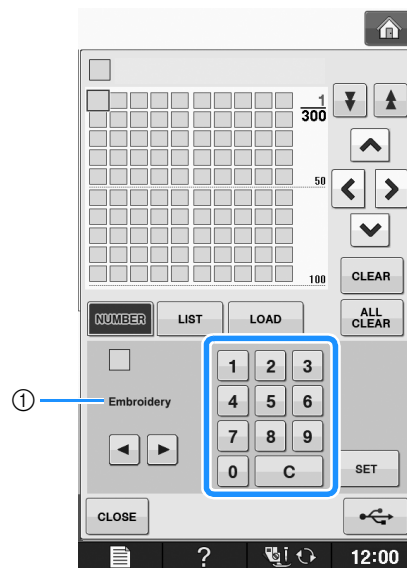 1
300
50
100
CLEAR
NUMBER LIST LOAD
ALL
CLEAR
1 2 3
① Embroidery
4 5 6
7 8 9
0 C
SET
CLOSE
? 12:00